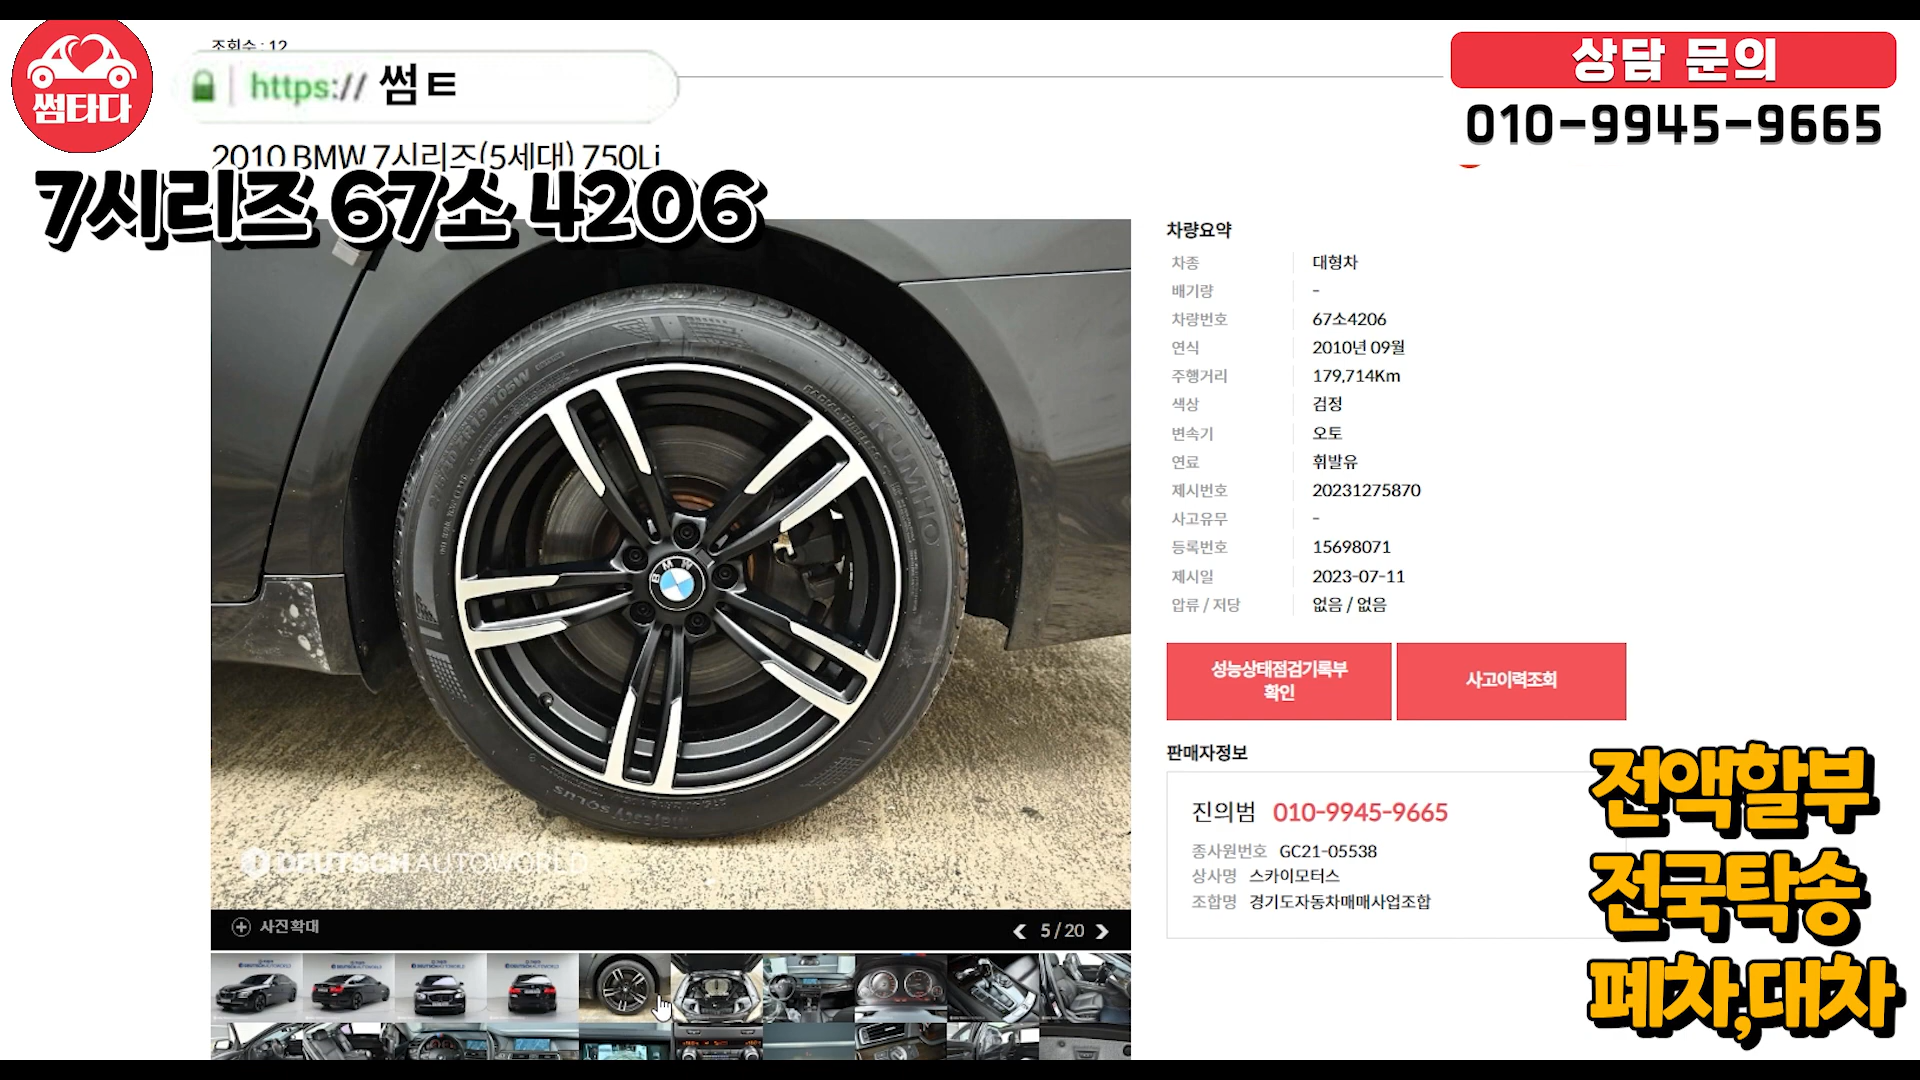 조회수 : 12
썸타다
https:// 썸ㅌ
상담 문의
010-9945-9665
2010 BMW 7시리즈(5세대) 750Li
7시리즈 67소 4206
차량요약
차종 대형차
배기량 -
차량번호 67소4206
연식 2010년 09월
주행거리 179,714Km
색상 검정
변속기 오토
연료 휘발유
제시번호 20231275870
사고유무 -
등록번호 15698071
제시일 2023-07-11
압류 / 저당 없음 / 없음
성능상태점검기록부
확인
사고이력조회
판매자정보
진의범 010-9945-9665
종사원번호 GC21-05538
상사명 스카이모터스
조합명 경기도자동차매매사업조합
전액할부
전국탁송
폐차,대차
KUMHO
BMW
DEUTSCH AUTOWORLD
사진확대
5 / 20